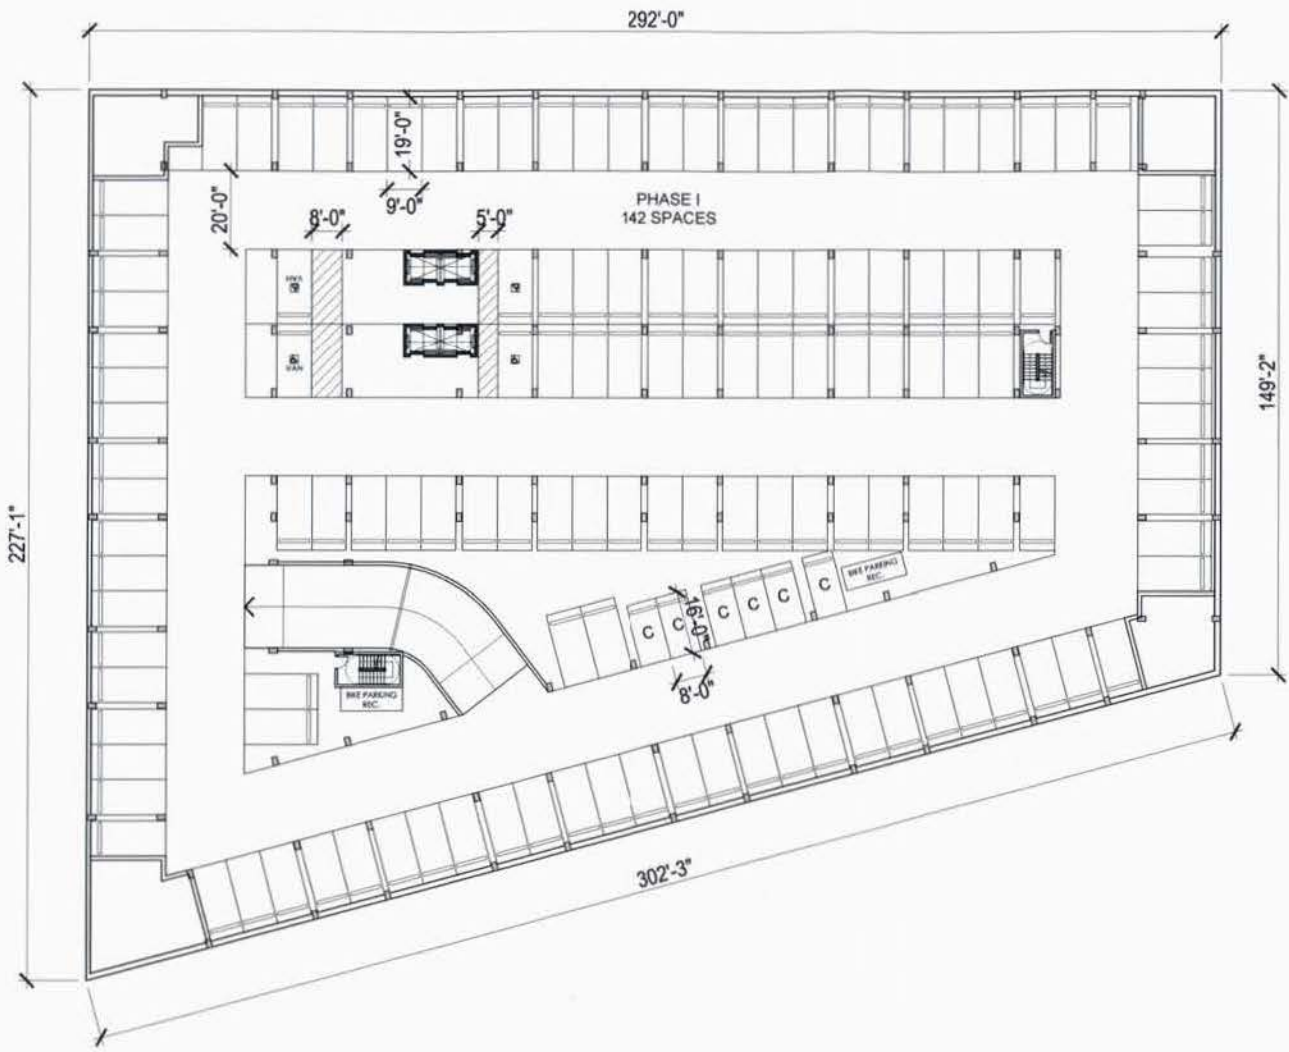 292'-0"
19'-0"
9'-0"
20'-0"
8'-0"
5'-0"
PHASE I
142 SPACES
VAN
VAN
149'-2"
227'-1"
BIKE PARKING
REC.
C
C
C
C
C
C
16'-0"
8'-0"
BIKE PARKING
REC.
302'-3"